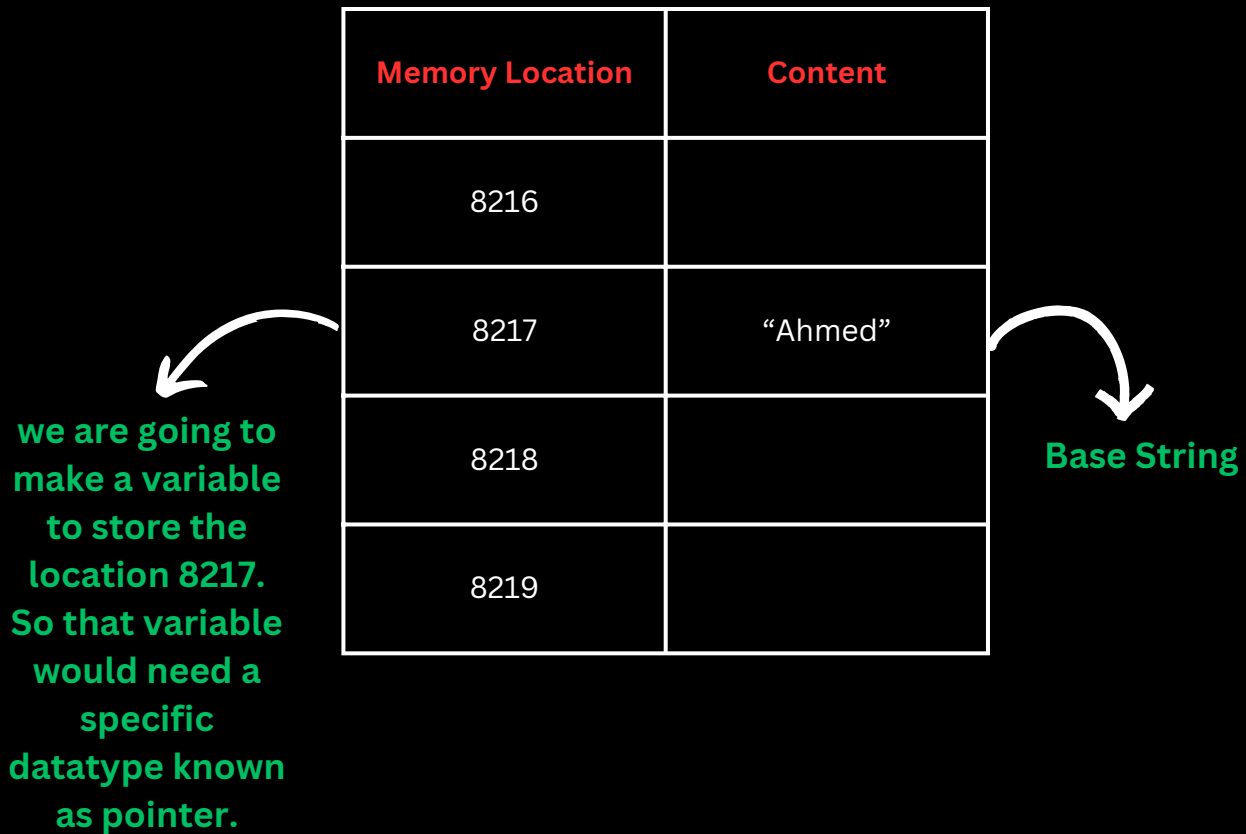 Memory Location Content
8216
8217 “Ahmed”
8218
8219
we are going to
make a variable
to store the
location 8217.
So that variable
would need a
specific
datatype known
as pointer.
Base String